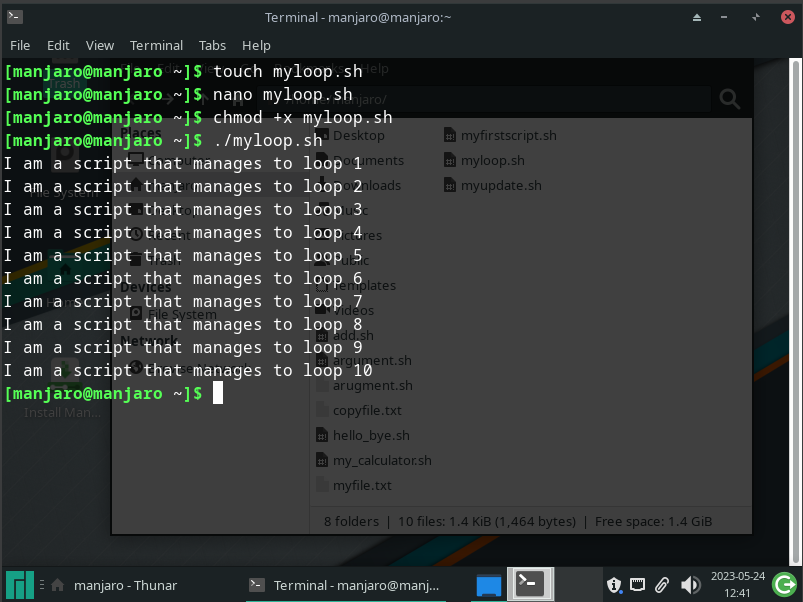 Terminal - manjaro@manjaro:~
File Edit View Terminal Tabs Help
[manjaro@manjaro ~]$ touch myloop.sh
[manjaro@manjaro ~]$ nano myloop.sh
[manjaro@manjaro ~]$ chmod +x myloop.sh
[manjaro@manjaro ~]$ ./myloop.sh
I am a script that manages to loop 1
I am a script that manages to loop 2
I am a script that manages to loop 3
I am a script that manages to loop 4
I am a script that manages to loop 5
I am a script that manages to loop 6
I am a script that manages to loop 7
I am a script that manages to loop 8
I am a script that manages to loop 9
I am a script that manages to loop 10
[manjaro@manjaro ~]$
Help
Trash
manjaro/
Places
File System
Trash
Devices
File System
Network
Install Man...
Desktop
Documents
Downloads
Music
Pictures
Public
Templates
Videos
add.sh
argument.sh
arugment.sh
copyfile.txt
hello_bye.sh
my_calculator.sh
myfile.txt
myfirstscript.sh
myloop.sh
myupdate.sh
8 folders | 10 files: 1.4 KiB (1,464 bytes) | Free space: 1.4 GiB
manjaro - Thunar
Terminal - manjaro@manj...
2023-05-24
12:41